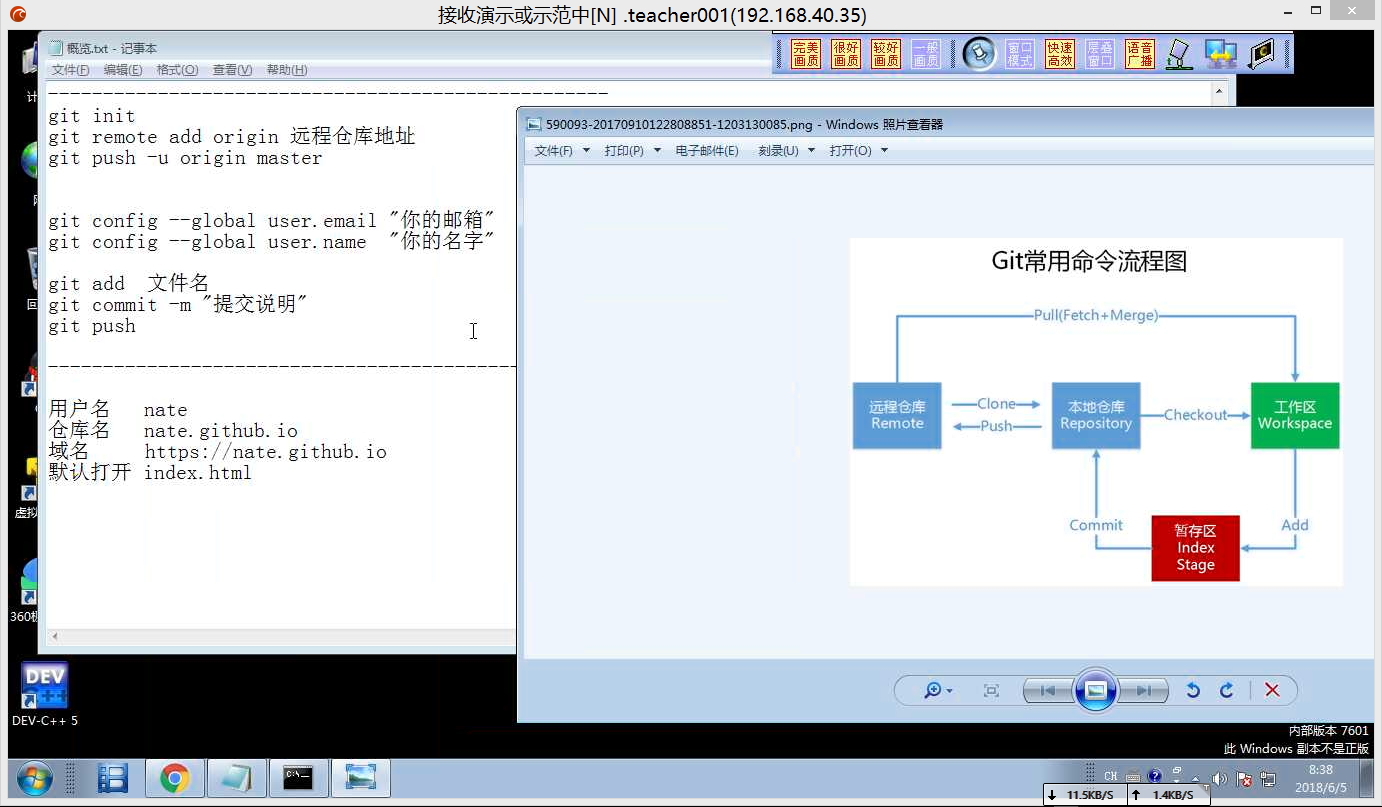 接收演示或示范中[N] .teacher001(192.168.40.35)
概览.txt - 记事本
文件(F) 编辑(E) 格式(O) 查看(V) 帮助(H)
完美画质
很好画质
较好画质
一般画质
窗口模式
快速高效
层叠窗口
语音广播
--------------------------------------------------
git init
git remote add origin 远程仓库地址
git push -u origin master
git config --global user.email "你的邮箱"
git config --global user.name "你的名字"
git add 文件名
git commit -m "提交说明"
git push
------------------------------------------
用户名 nate
仓库名 nate.github.io
域名 https://nate.github.io
默认打开 index.html
590093-20170910122808851-1203130085.png - Windows 照片查看器
文件(F) 打印(P) 电子邮件(E) 刻录(U) 打开(O)
Git常用命令流程图
Pull(Fetch+Merge)
远程仓库
Remote
Clone
Push
本地仓库
Repository
Checkout
工作区
Workspace
Commit
暂存区
Index
Stage
Add
计
网
回
虚拟
360
DEV
C++
DEV-C++ 5
内部版本 7601
此 Windows 副本不是正版
C:\
CH
8:38
2018/6/5
11.5KB/S
1.4KB/S